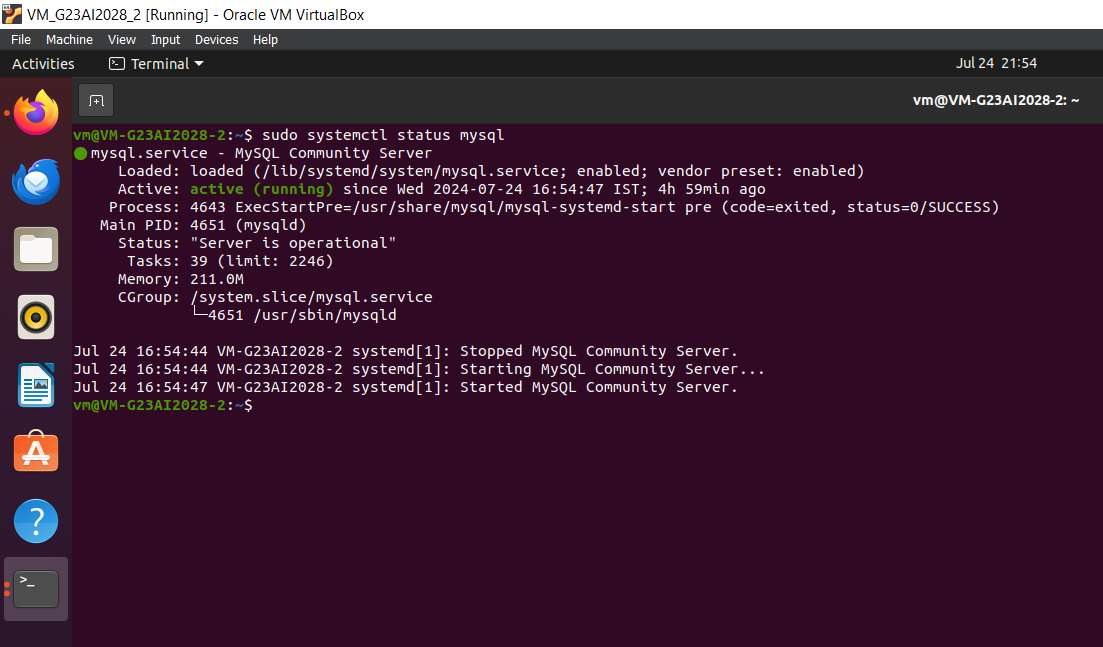 VM_G23AI2028_2 [Running] - Oracle VM VirtualBox
File Machine View Input Devices Help
Activities Terminal Jul 24 21:54
vm@VM-G23AI2028-2: ~
vm@VM-G23AI2028-2:~$ sudo systemctl status mysql
● mysql.service - MySQL Community Server
     Loaded: loaded (/lib/systemd/system/mysql.service; enabled; vendor preset: enabled)
     Active: active (running) since Wed 2024-07-24 16:54:47 IST; 4h 59min ago
    Process: 4643 ExecStartPre=/usr/share/mysql/mysql-systemd-start pre (code=exited, status=0/SUCCESS)
   Main PID: 4651 (mysqld)
     Status: "Server is operational"
      Tasks: 39 (limit: 2246)
     Memory: 211.0M
     CGroup: /system.slice/mysql.service
             └─4651 /usr/sbin/mysqld
Jul 24 16:54:44 VM-G23AI2028-2 systemd[1]: Stopped MySQL Community Server.
Jul 24 16:54:44 VM-G23AI2028-2 systemd[1]: Starting MySQL Community Server...
Jul 24 16:54:47 VM-G23AI2028-2 systemd[1]: Started MySQL Community Server.
vm@VM-G23AI2028-2:~$